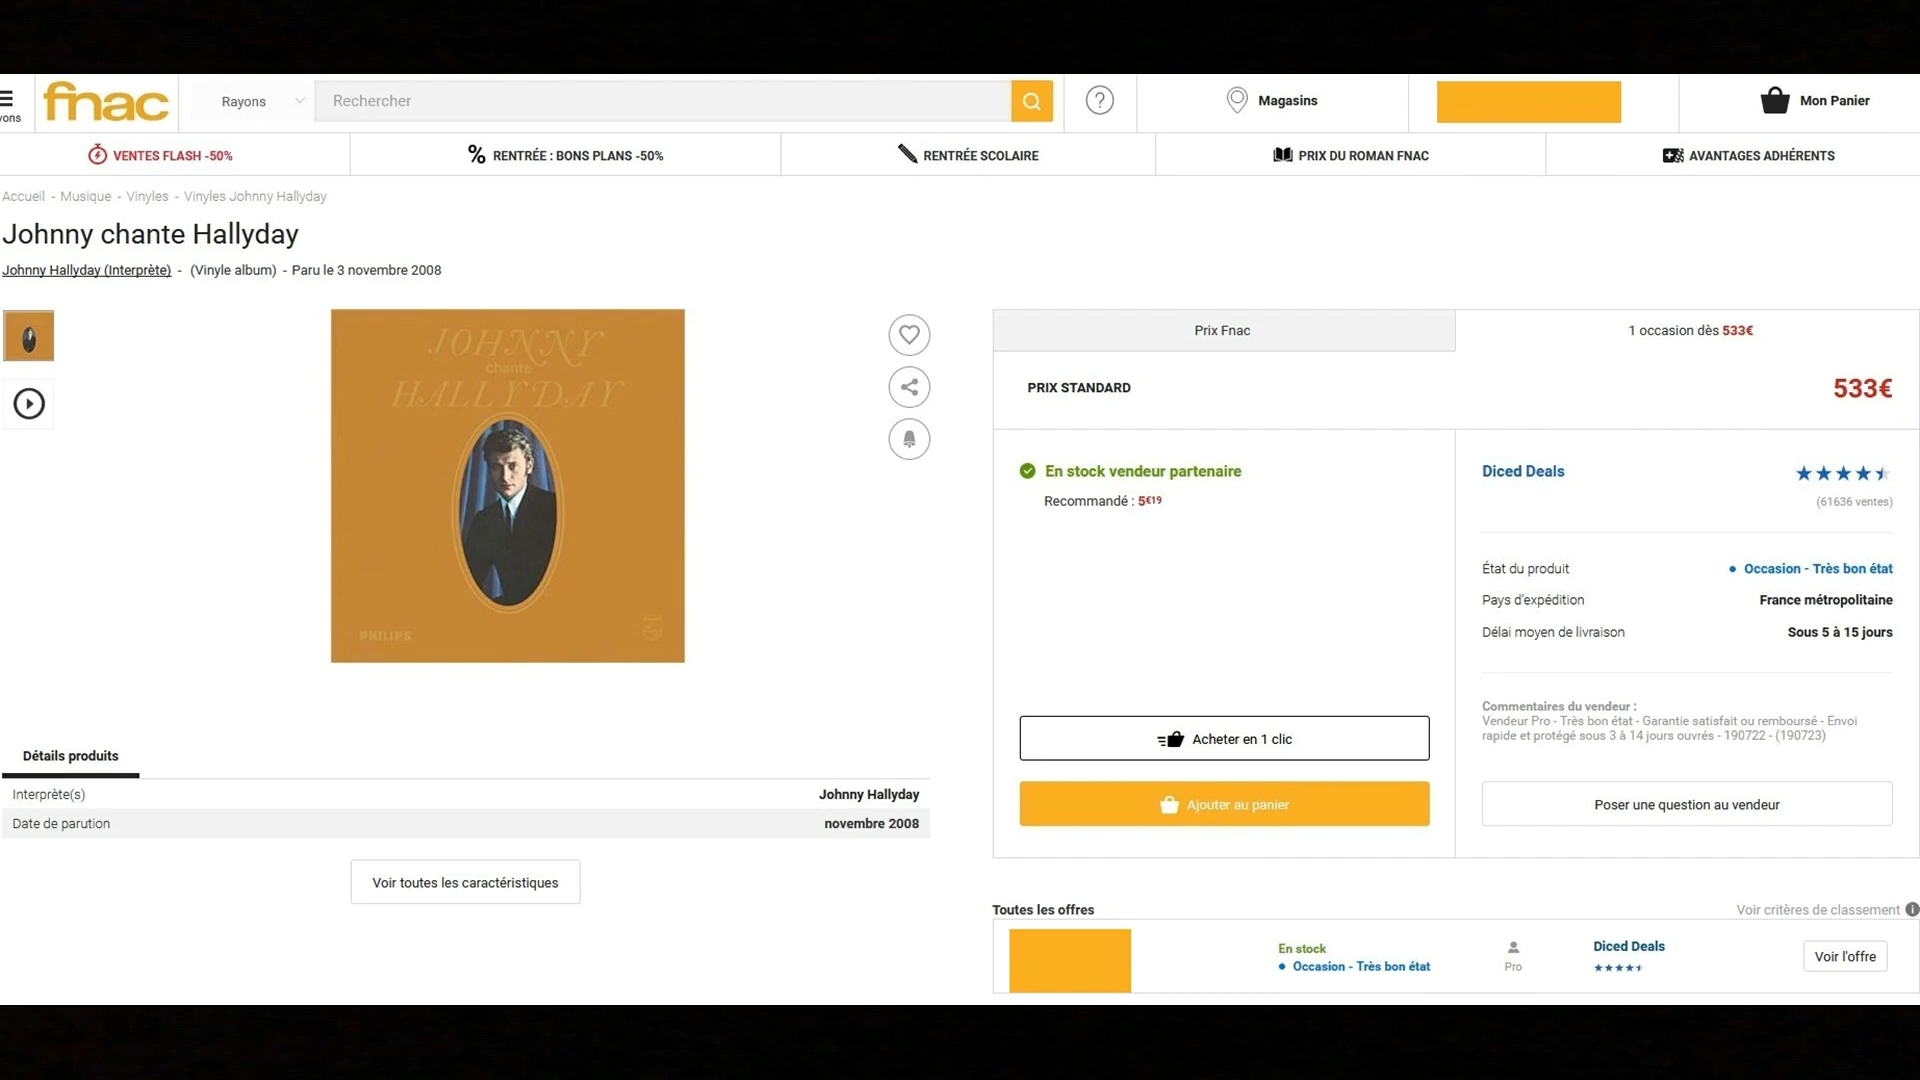 yons
fnac
Rayons
Rechercher
?
Magasins
Mon Panier
VENTES FLASH -50%
% RENTRÉE : BONS PLANS -50%
RENTRÉE SCOLAIRE
PRIX DU ROMAN FNAC
AVANTAGES ADHÉRENTS
Accueil - Musique - Vinyles - Vinyles Johnny Hallyday
Johnny chante Hallyday
Johnny Hallyday (Interprète) - (Vinyle album) - Paru le 3 novembre 2008
JOHNNY
chante
HALLYDAY
PHILIPS
Prix Fnac
1 occasion dès 533€
PRIX STANDARD
533€
En stock vendeur partenaire
Recommandé : 5€19
Diced Deals
(61636 ventes)
État du produit
• Occasion - Très bon état
Pays d'expédition
France métropolitaine
Délai moyen de livraison
Sous 5 à 15 jours
Commentaires du vendeur :
Vendeur Pro - Très bon état - Garantie satisfait ou remboursé - Envoi
rapide et protégé sous 3 à 14 jours ouvrés - 190722 - (190723)
Acheter en 1 clic
Ajouter au panier
Poser une question au vendeur
Détails produits
Interprète(s)
Johnny Hallyday
Date de parution
novembre 2008
Voir toutes les caractéristiques
Toutes les offres
Voir critères de classement i
En stock
• Occasion - Très bon état
Pro
Diced Deals
Voir l'offre